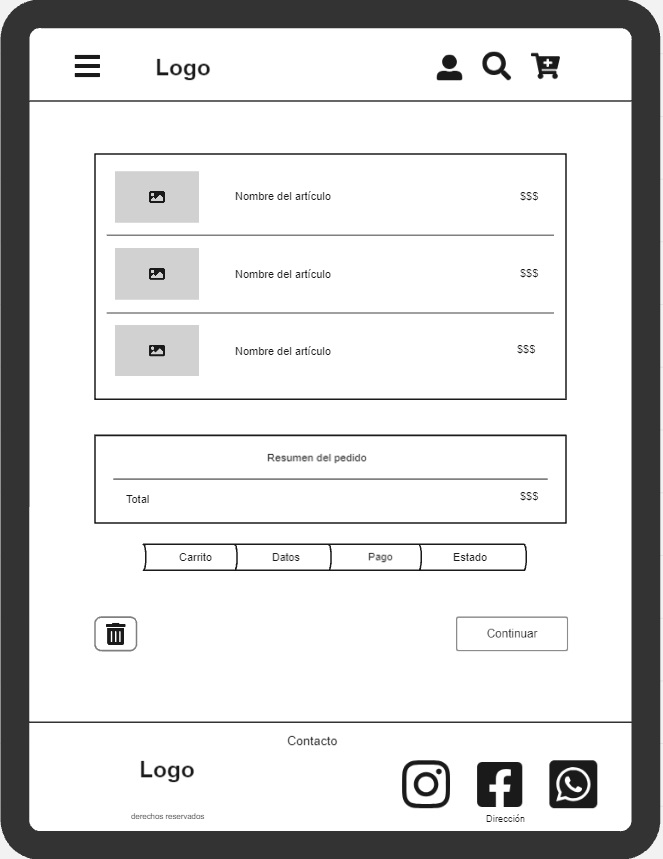 Logo
Nombre del artículo $$$
Nombre del artículo $$$
Nombre del artículo $$$
Resumen del pedido
Total $$$
Carrito Datos Pago Estado
Continuar
Contacto
Logo
derechos reservados
Dirección